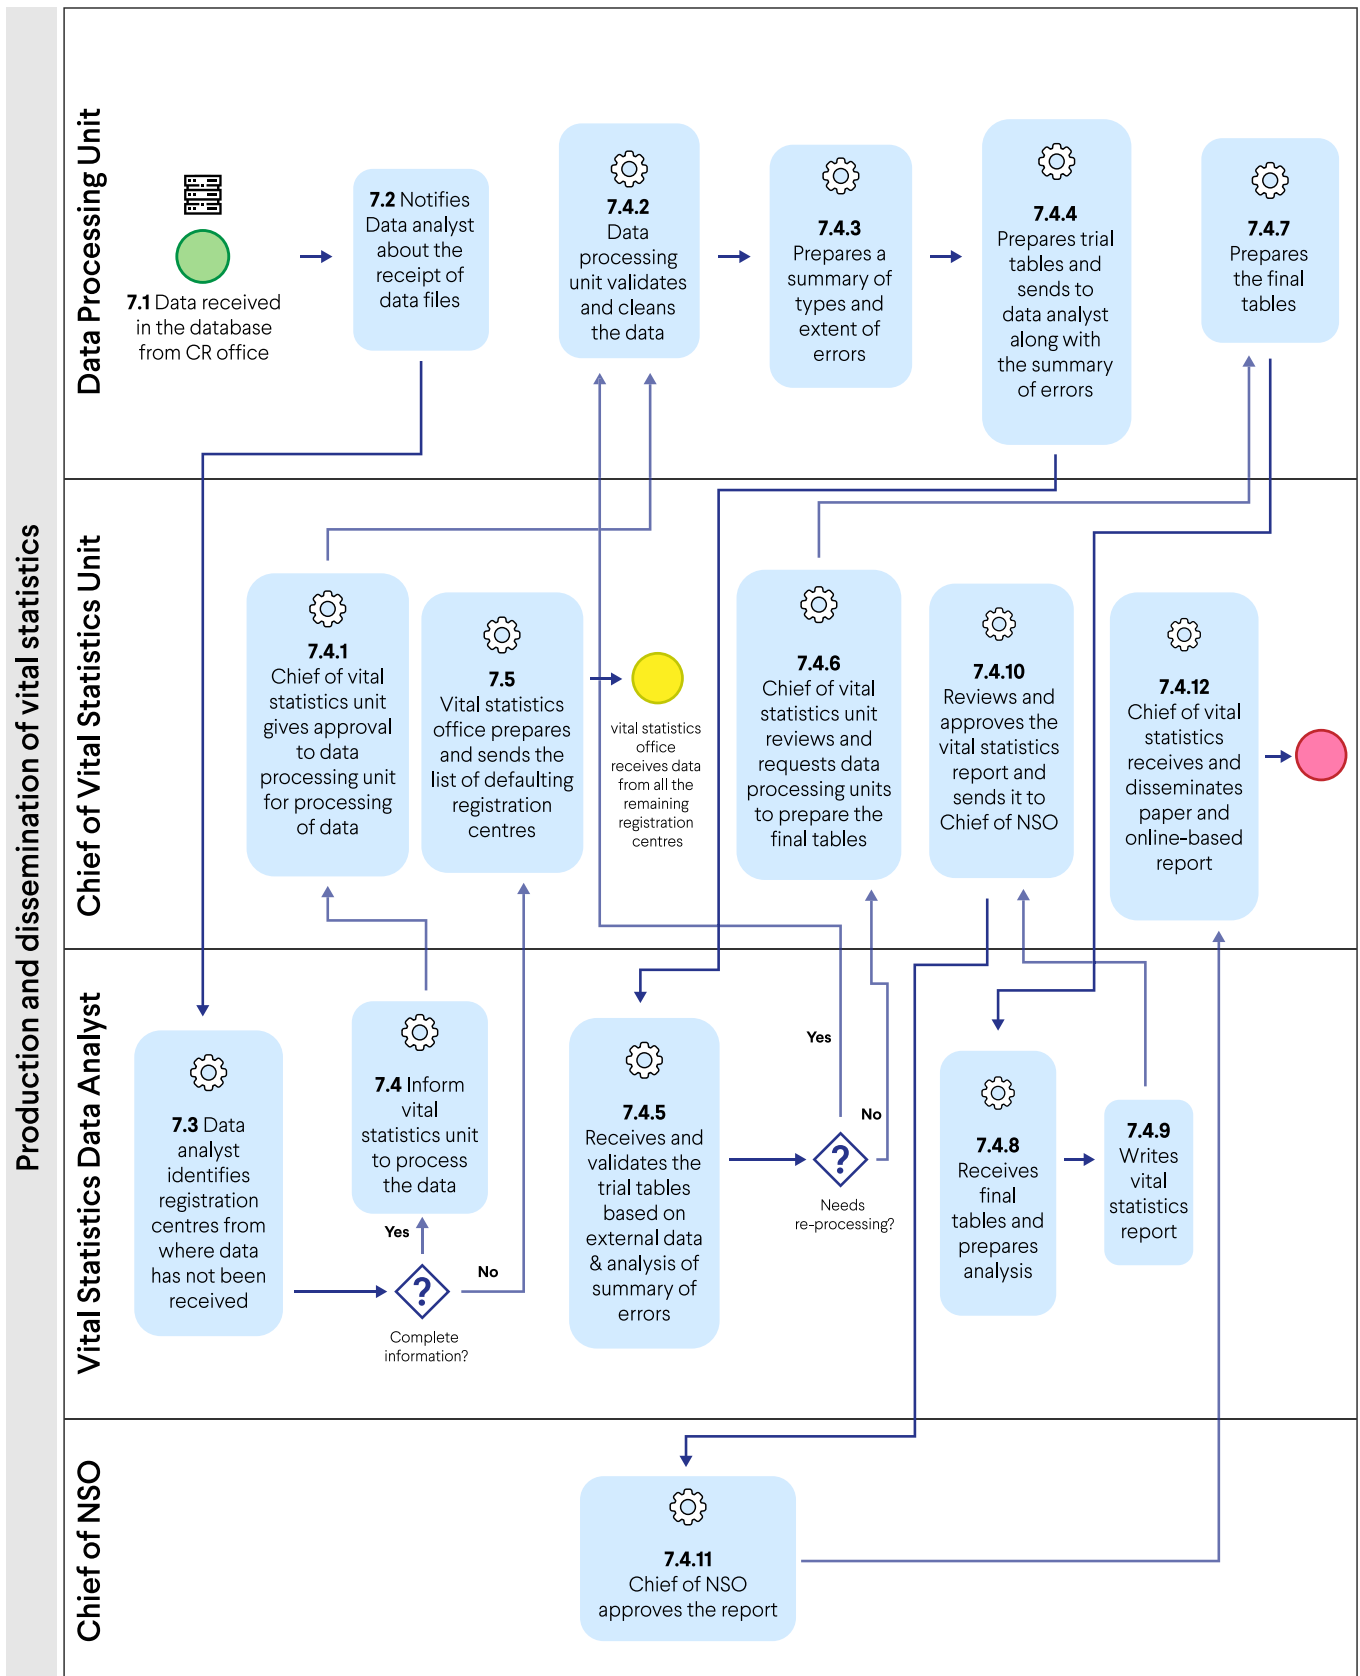 Production and dissemination of vital statistics
Data Processing Unit
7.1 Data received
in the database
from CR office
7.2 Notifies
Data analyst
about the
receipt of
data files
7.4.2
Data
processing
unit validates
and cleans
the data
7.4.3
Prepares a
summary of
types and
extent of
errors
7.4.4
Prepares trial
tables and
sends to
data analyst
along with
the summary
of errors
7.4.7
Prepares
the final
tables
Chief of Vital Statistics Unit
7.4.1
Chief of vital
statistics unit
gives approval
to data
processing unit
for processing
of data
7.5
Vital statistics
office prepares
and sends the
list of defaulting
registration
centres
vital statistics
office
receives data
from all the
remaining
registration
centres
7.4.6
Chief of vital
statistics unit
reviews and
requests data
processing units
to prepare the
final tables
7.4.10
Reviews and
approves the
vital statistics
report and
sends it to
Chief of NSO
7.4.12
Chief of vital
statistics
receives and
disseminates
paper and
online-based
report
Vital Statistics Data Analyst
7.3 Data
analyst
identifies
registration
centres from
where data
has not been
received
7.4 Inform
vital
statistics unit
to process
the data
Yes
No
?
Complete
information?
7.4.5
Receives and
validates the
trial tables
based on
external data
& analysis of
summary of
errors
Yes
No
?
Needs
re-processing?
7.4.8
Receives
final
tables and
prepares
analysis
7.4.9
Writes
vital
statistics
report
Chief of NSO
7.4.11
Chief of NSO
approves the report